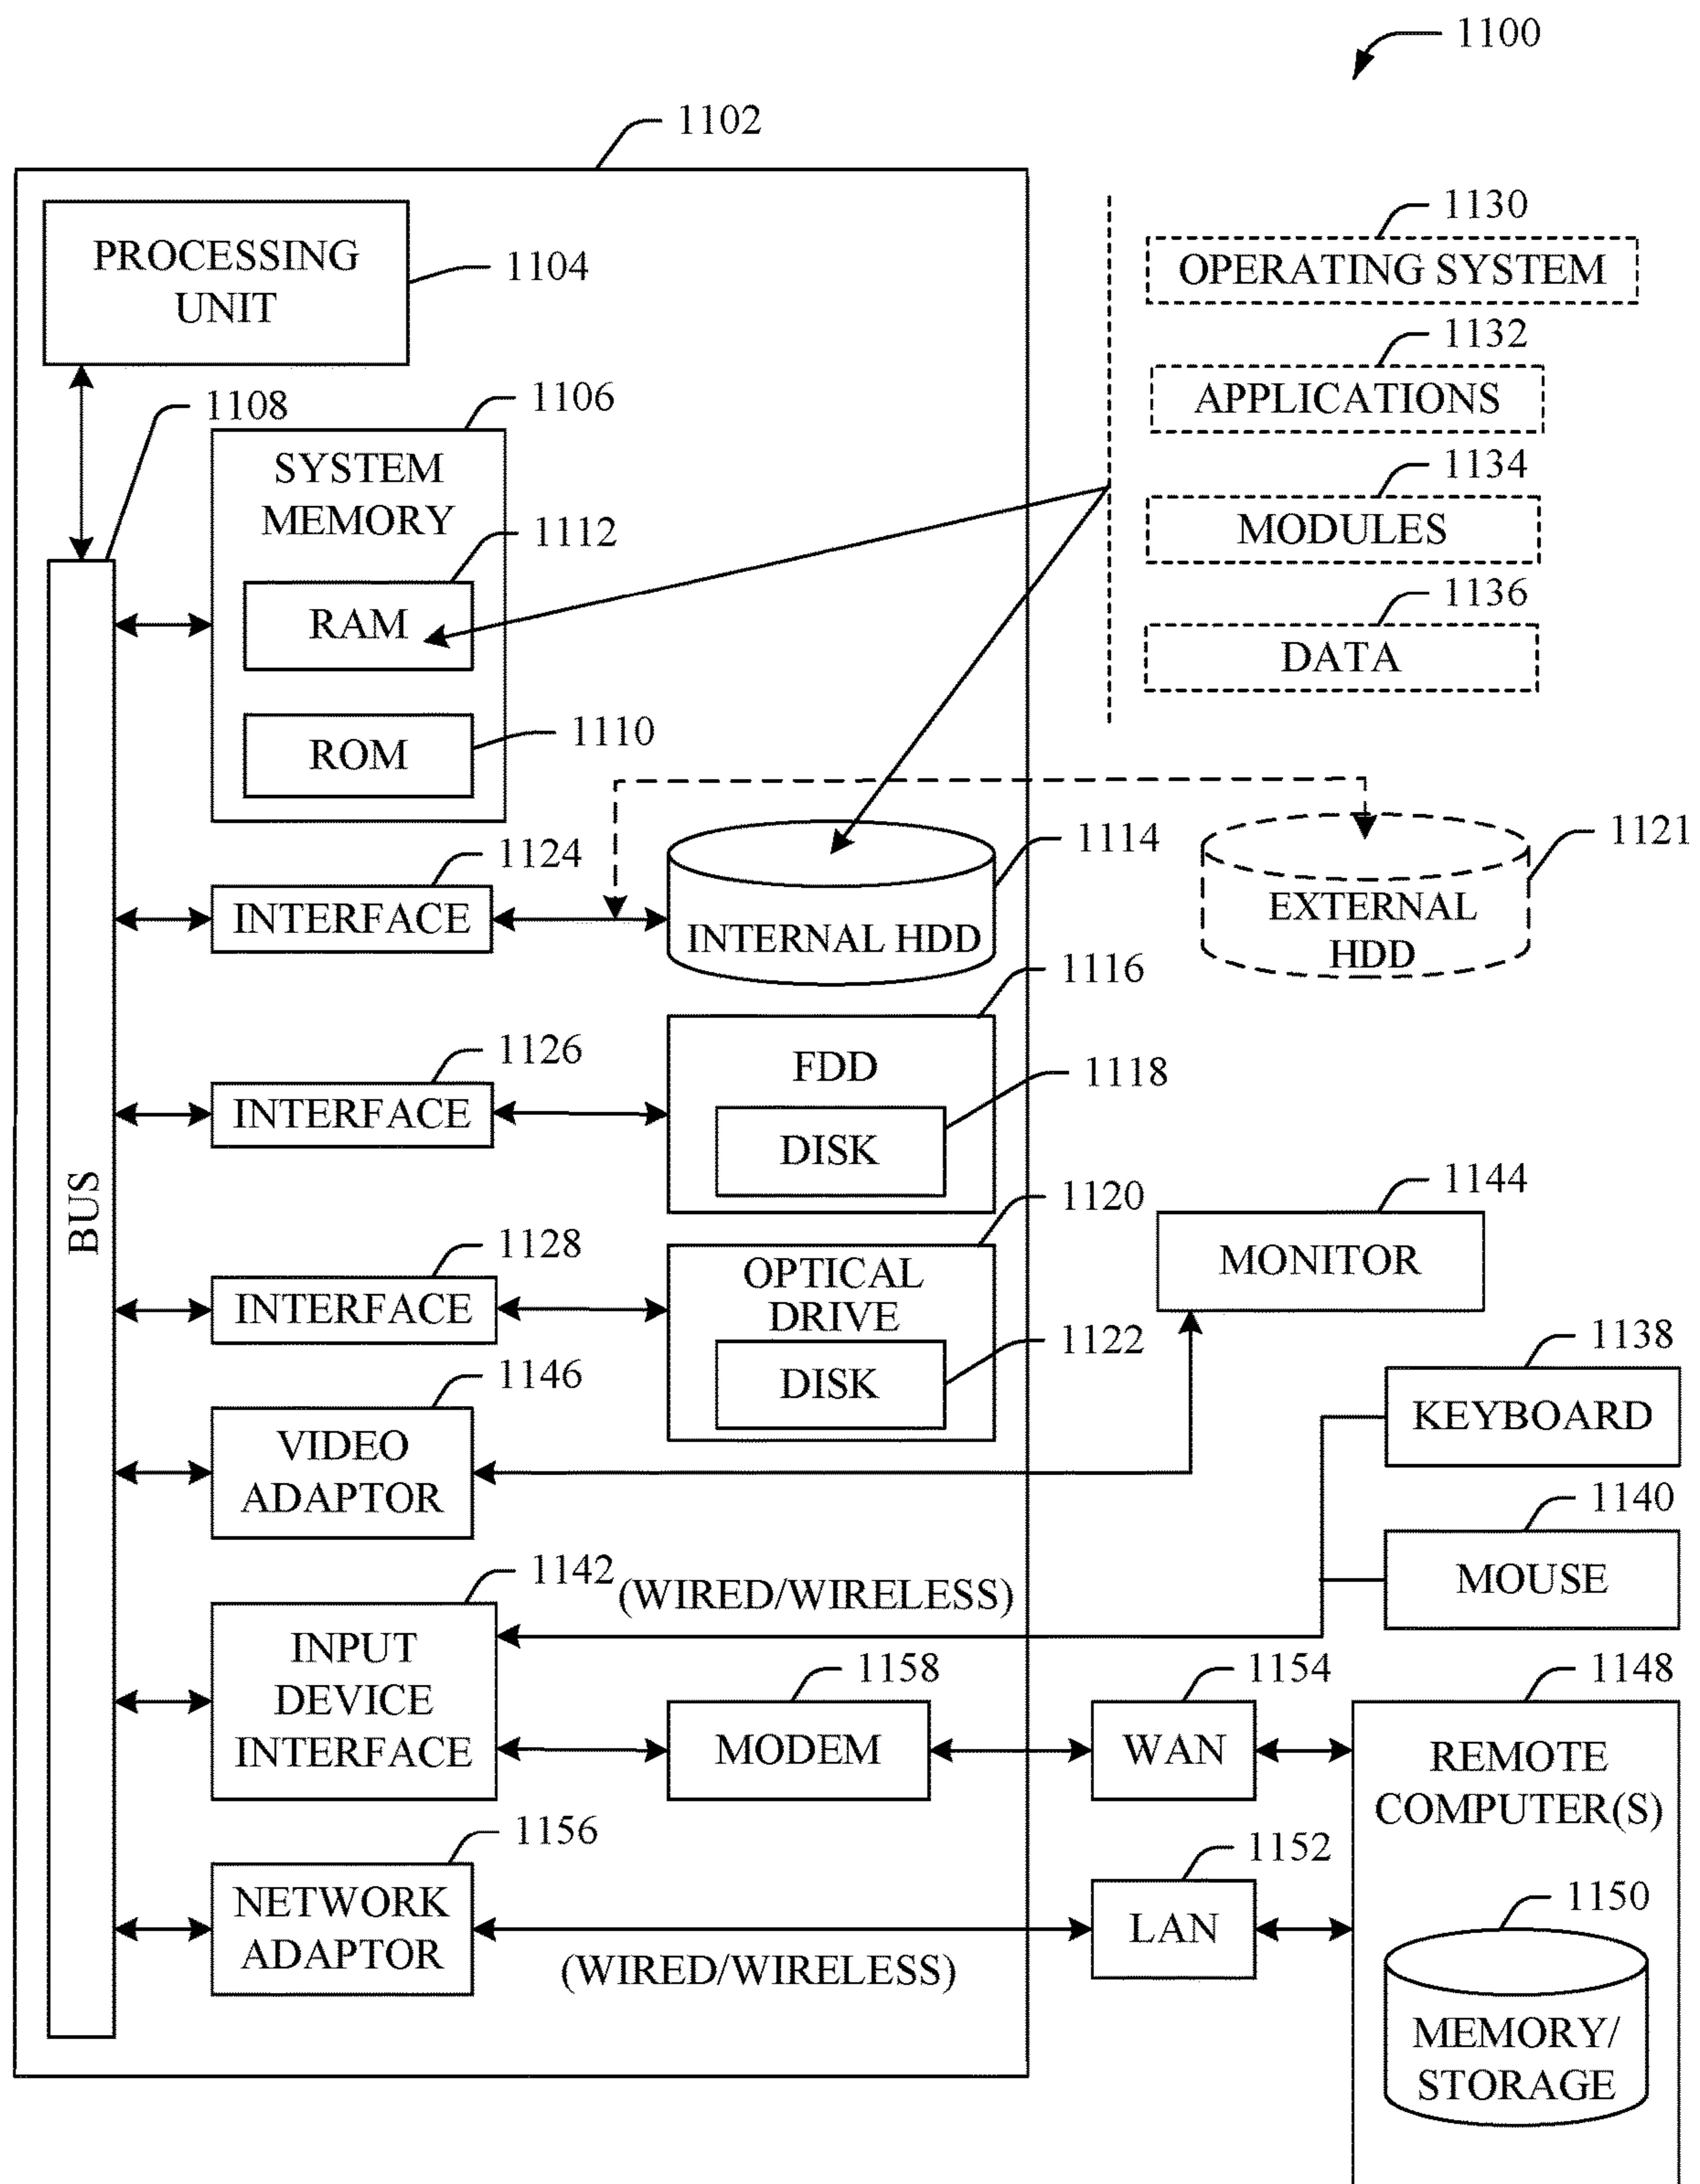 1100
1102
PROCESSING
UNIT
1104
1108
1106
SYSTEM
MEMORY
1112
RAM
1110
ROM
1130
OPERATING SYSTEM
1132
APPLICATIONS
1134
MODULES
1136
DATA
BUS
1124
INTERFACE
1114
INTERNAL HDD
1121
EXTERNAL
HDD
1126
INTERFACE
1116
FDD
1118
DISK
1128
INTERFACE
1120
OPTICAL
DRIVE
1122
DISK
1144
MONITOR
1146
VIDEO
ADAPTOR
1138
KEYBOARD
1140
MOUSE
1142
(WIRED/WIRELESS)
INPUT
DEVICE
INTERFACE
1158
MODEM
1154
WAN
1148
REMOTE
COMPUTER(S)
1156
NETWORK
ADAPTOR
(WIRED/WIRELESS)
1152
LAN
1150
MEMORY/
STORAGE